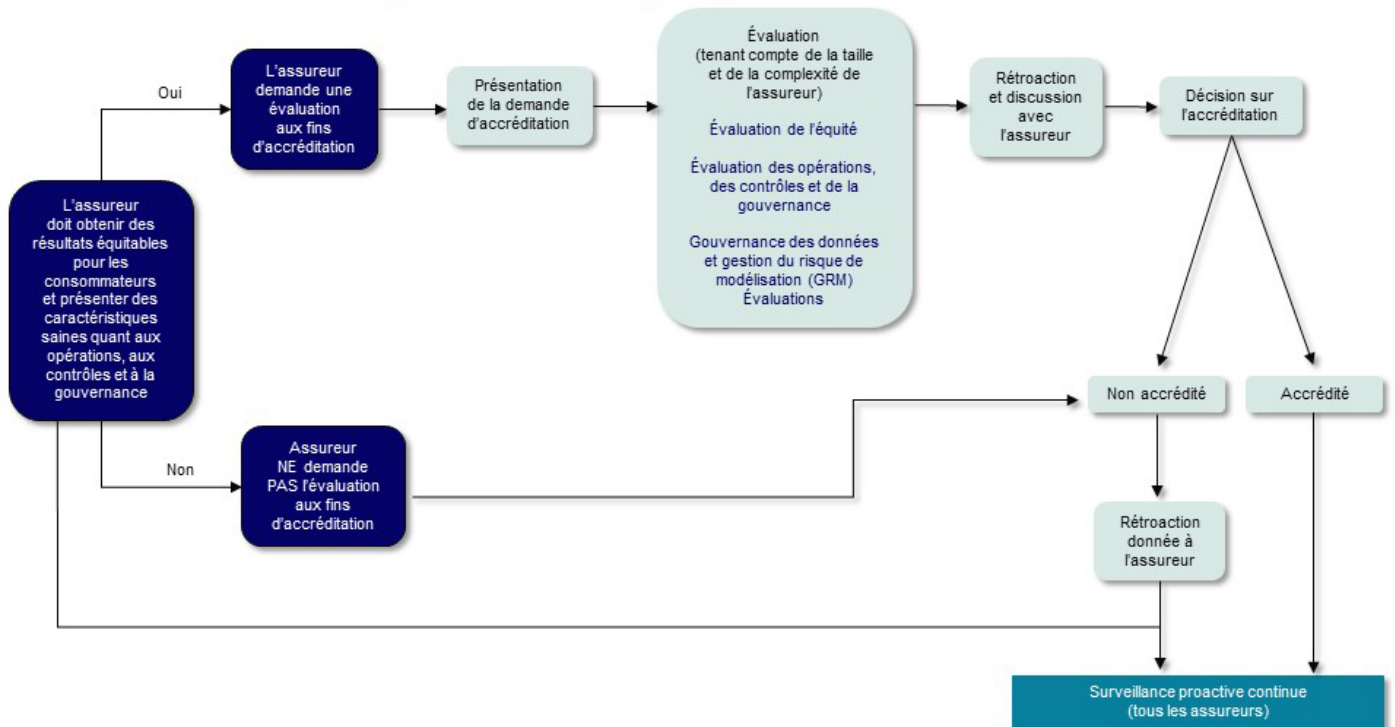 Oui
L'assureur
demande une
évaluation
aux fins
d'accréditation
Présentation
de la demande
d'accréditation
Évaluation
(tenant compte de la taille
et de la complexité de
l'assureur)
Évaluation de l'équité
Évaluation des opérations,
des contrôles et de la
gouvernance
Gouvernance des données
et gestion du risque de
modélisation (GRM)
Évaluations
Rétroaction
et discussion
avec
l'assureur
Décision sur
l'accréditation
L'assureur
doit obtenir des
résultats équitables
pour les
consommateurs
et présenter des
caractéristiques
saines quant aux
opérations, aux
contrôles et à la
gouvernance
Non accrédité
Accrédité
Non
Assureur
NE demande
PAS l'évaluation
aux fins
d'accréditation
Rétroaction
donnée à
l'assureur
Surveillance proactive continue
(tous les assureurs)